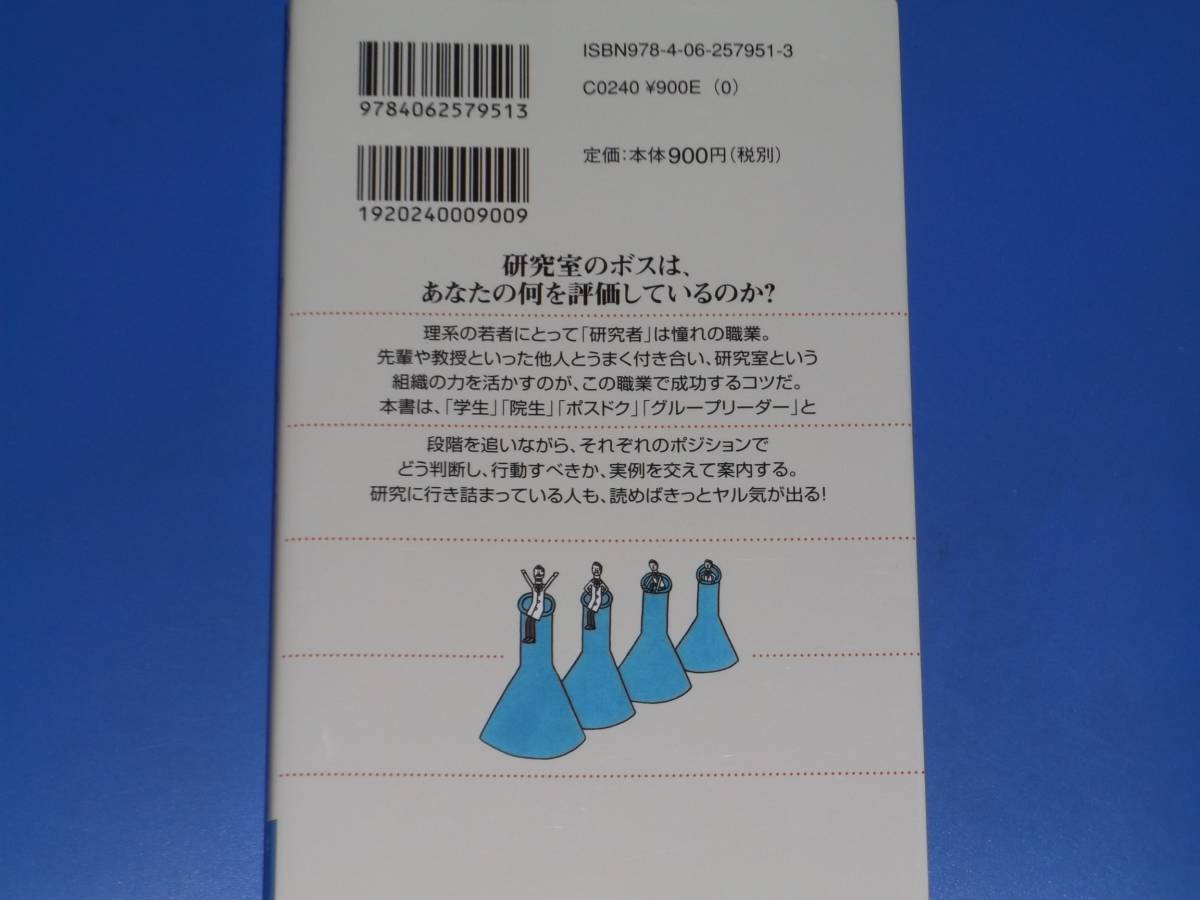 ISBN978-4-06-257951-3
C0240 ¥900E (0)
9784062579513
定価:本体900円(税別)
1920240009009
研究室のボスは、
あなたの何を評価しているのか?
理系の若者にとって「研究者」は憧れの職業。
先輩や教授といった他人とうまく付き合い、研究室という
組織の力を活かすのが、この職業で成功するコツだ。
本書は、「学生」「院生」「ポスドク」「グループリーダー」と
段階を追いながら、それぞれのポジションで
どう判断し、行動すべきか、実例を交えて案内する。
研究に行き詰まっている人も、読めばきっとヤル気が出る!